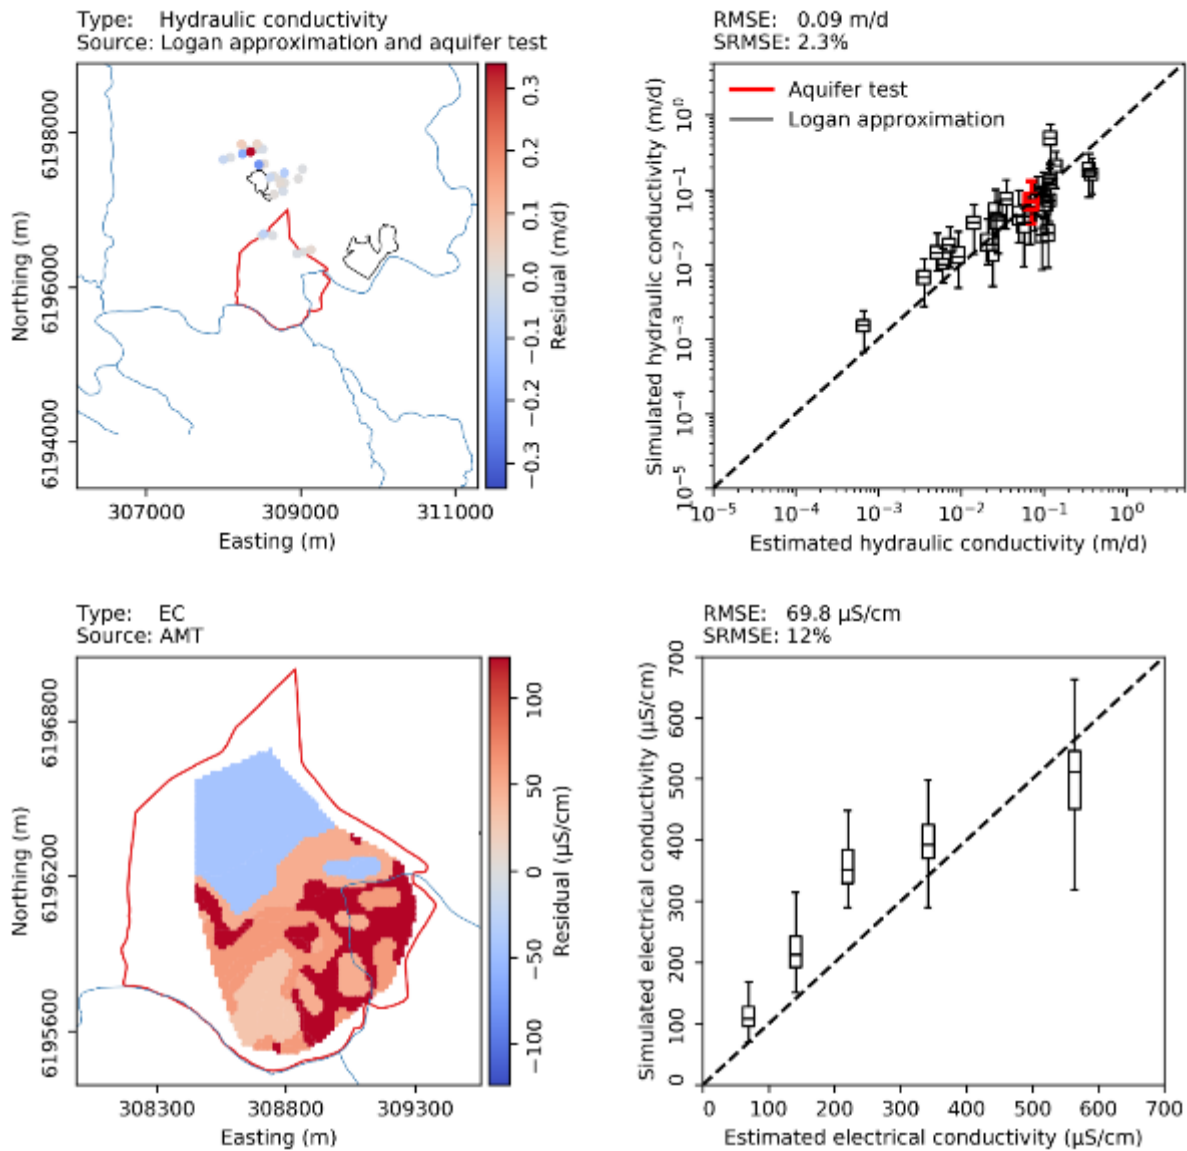 Type: Hydraulic conductivity
Source: Logan approximation and aquifer test
6198000
6196000
6194000
Northing (m)
307000
309000
311000
Easting (m)
0.3
0.2
0.1
0.0
−0.1
−0.2
−0.3
Residual (m/d)
RMSE: 0.09 m/d
SRMSE: 2.3%
Aquifer test
Logan approximation
Simulated hydraulic conductivity (m/d)
10⁰
10⁻¹
10⁻²
10⁻³
10⁻⁴
10⁻⁵
10⁻⁵
10⁻⁴
10⁻³
10⁻²
10⁻¹
10⁰
Estimated hydraulic conductivity (m/d)
Type: EC
Source: AMT
6196800
6196200
6195600
Northing (m)
308300
308800
309300
Easting (m)
100
50
0
−50
−100
Residual (µS/cm)
RMSE: 69.8 µS/cm
SRMSE: 12%
Simulated electrical conductivity (µS/cm)
700
600
500
400
300
200
100
0
0
100
200
300
400
500
600
700
Estimated electrical conductivity (µS/cm)